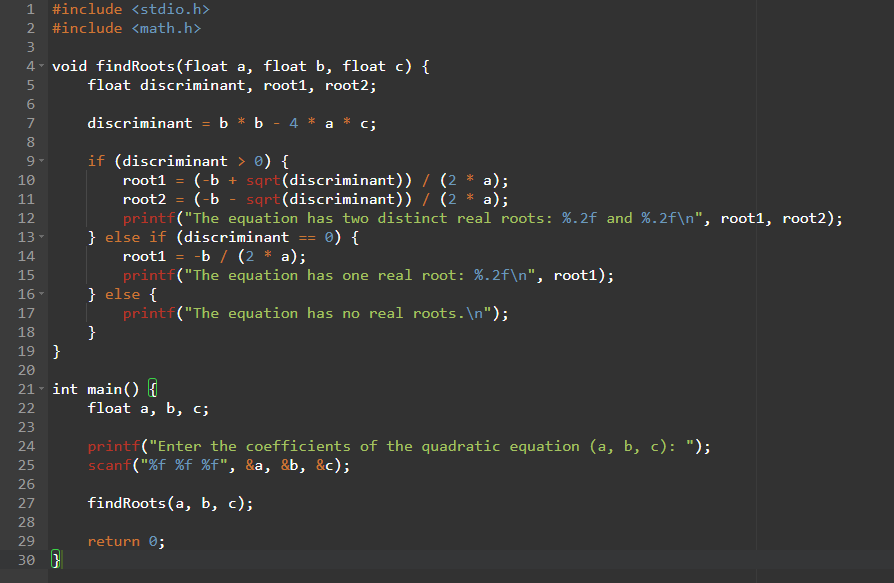 1 #include <stdio.h>
2 #include <math.h>
3
4 void findRoots(float a, float b, float c) {
5     float discriminant, root1, root2;
6
7     discriminant = b * b - 4 * a * c;
8
9     if (discriminant > 0) {
10         root1 = (-b + sqrt(discriminant)) / (2 * a);
11         root2 = (-b - sqrt(discriminant)) / (2 * a);
12         printf("The equation has two distinct real roots: %.2f and %.2f\n", root1, root2);
13     } else if (discriminant == 0) {
14         root1 = -b / (2 * a);
15         printf("The equation has one real root: %.2f\n", root1);
16     } else {
17         printf("The equation has no real roots.\n");
18     }
19 }
20
21 int main() {
22     float a, b, c;
23
24     printf("Enter the coefficients of the quadratic equation (a, b, c): ");
25     scanf("%f %f %f", &a, &b, &c);
26
27     findRoots(a, b, c);
28
29     return 0;
30 }